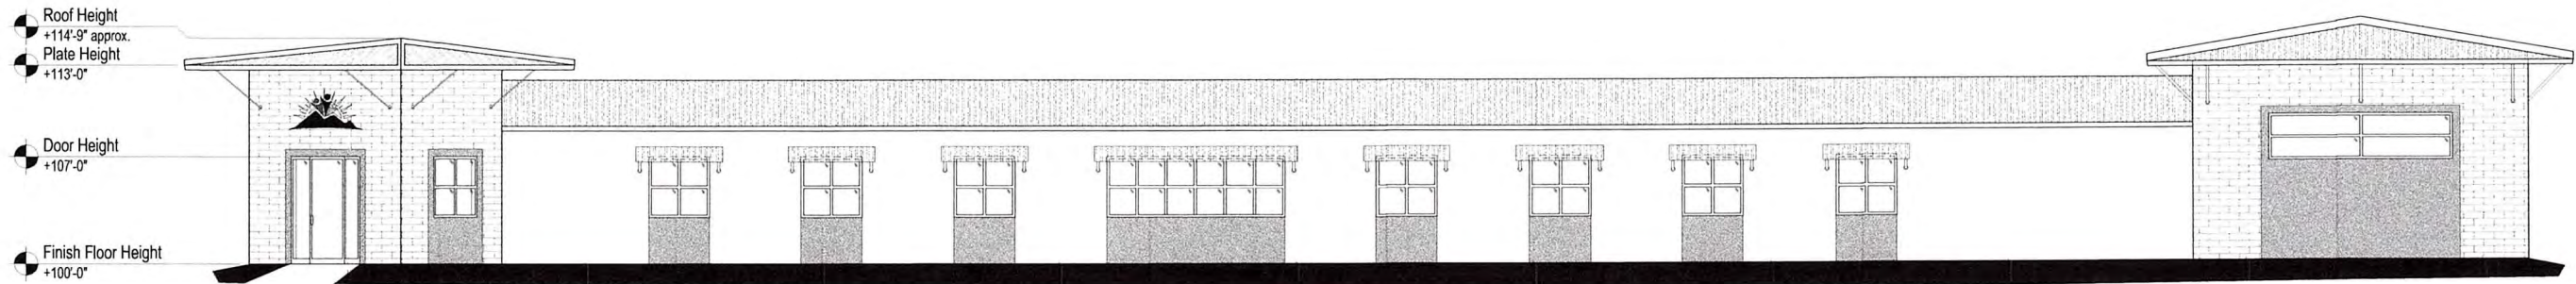 Roof Height
+114'-9" approx.
Plate Height
+113'-0"
Door Height
+107'-0"
Finish Floor Height
+100'-0"